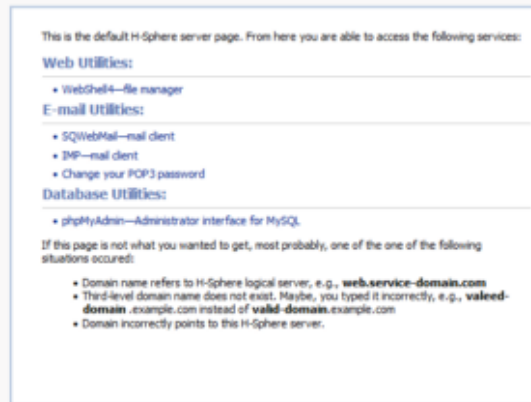 This is the default H-Sphere server page. From here you are able to access the following services:
Web Utilities:
• WebShell4—file manager
E-mail Utilities:
• SQWebMail—mail client
• IMP—mail client
• Change your POP3 password
Database Utilities:
• phpMyAdmin—Administrator interface for MySQL
If this page is not what you wanted to get, most probably, one of the one of the following
situations occured:
• Domain name refers to H-Sphere logical server, e.g., web.service-domain.com
• Third-level domain name does not exist. Maybe, you typed it incorrectly, e.g., valeed-
domain .example.com instead of valid-domain.example.com
• Domain incorrectly points to this H-Sphere server.